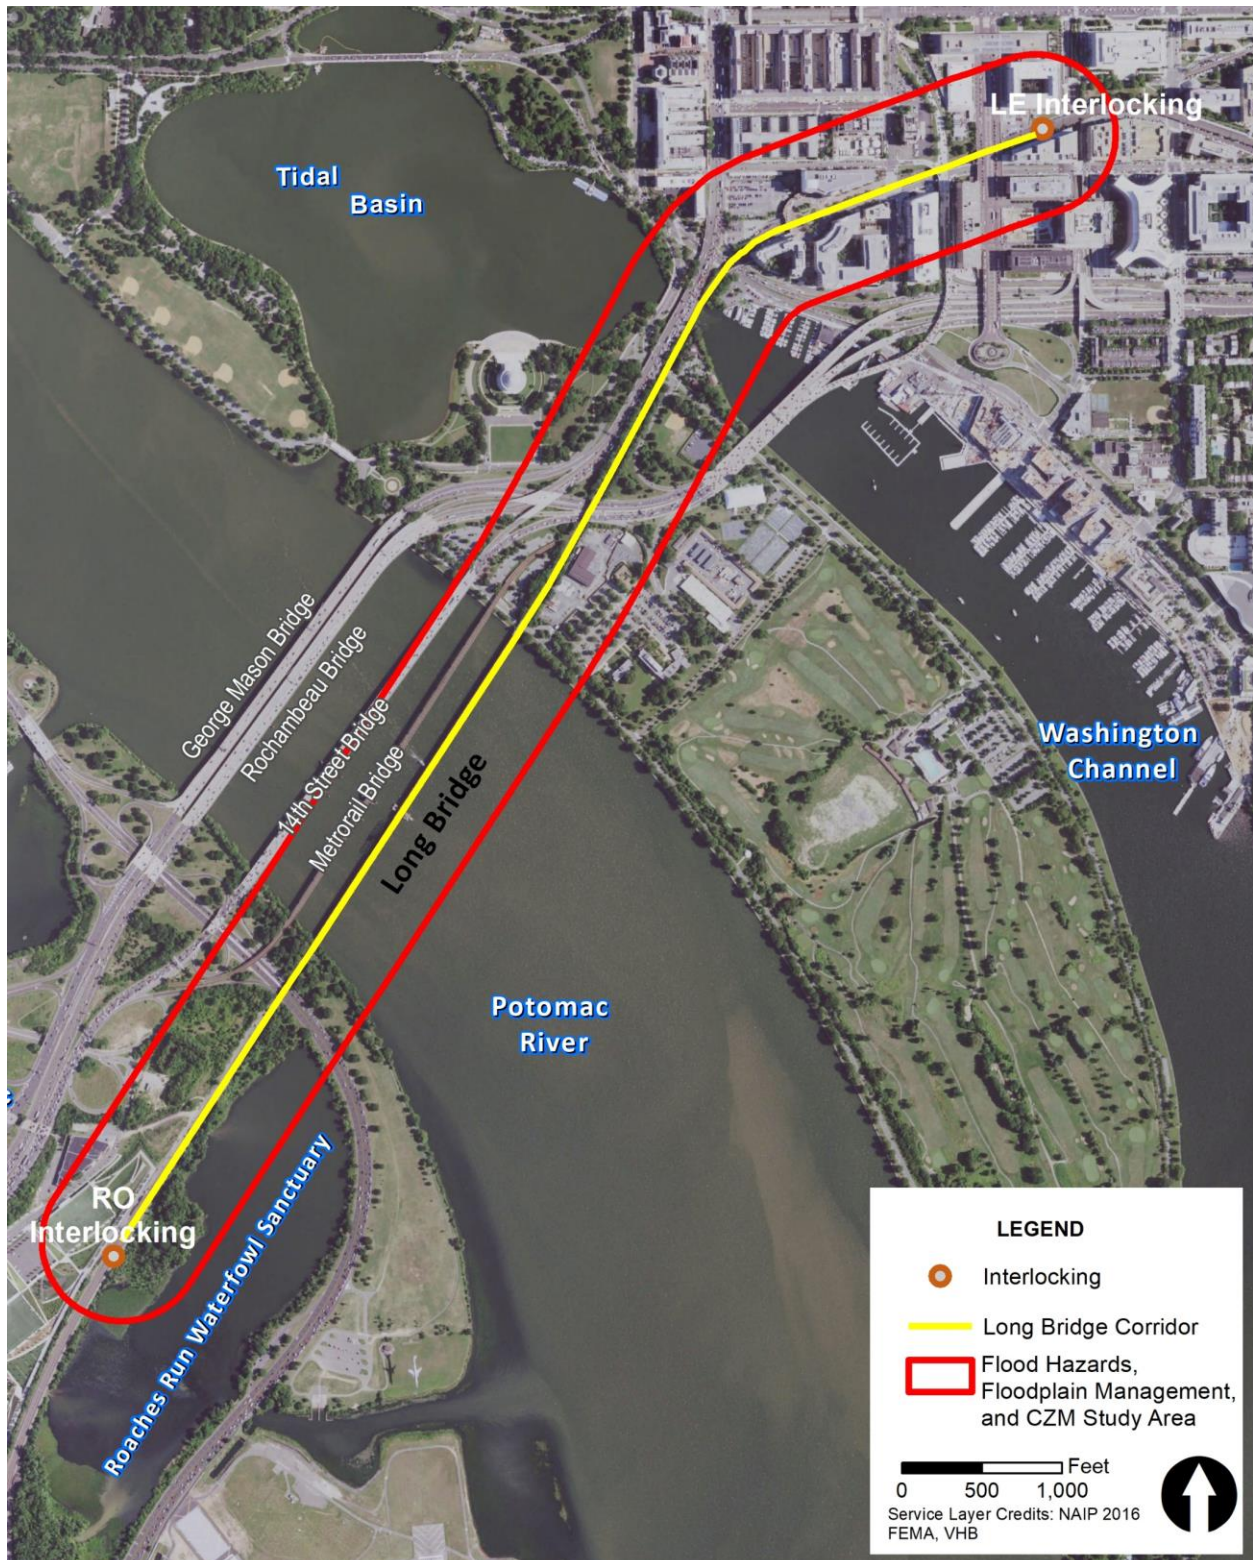 LE Interlocking
Tidal
Basin
George Mason Bridge
Rochambeau Bridge
14th Street Bridge
Metrorail Bridge
Long Bridge
Washington
Channel
Potomac
River
RO
Interlocking
Roaches Run Waterfowl Sanctuary
LEGEND
Interlocking
Long Bridge Corridor
Flood Hazards,
Floodplain Management,
and CZM Study Area
Feet
0 500 1,000
Service Layer Credits: NAIP 2016
FEMA, VHB